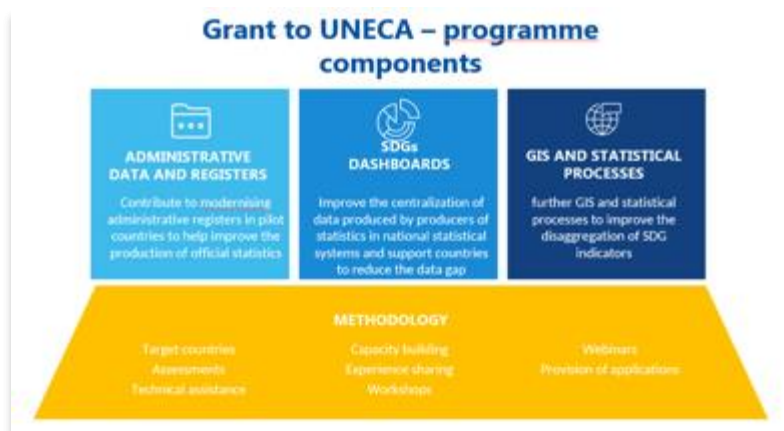 Grant to UNECA – programme
components
ADMINISTRATIVE
DATA AND REGISTERS
Contribute to modernising
administrative registers in pilot
countries to help improve the
production of official statistics
SDGs
DASHBOARDS
Improve the centralization of
data produced by producers of
statistics in national statistical
systems and support countries
to reduce the data gap
GIS AND STATISTICAL
PROCESSES
further GIS and statistical
processes to improve the
disaggregation of SDG
indicators
METHODOLOGY
Target countries
Assessments
Technical assistance
Capacity building
Experience sharing
Workshops
Webinars
Provision of applications